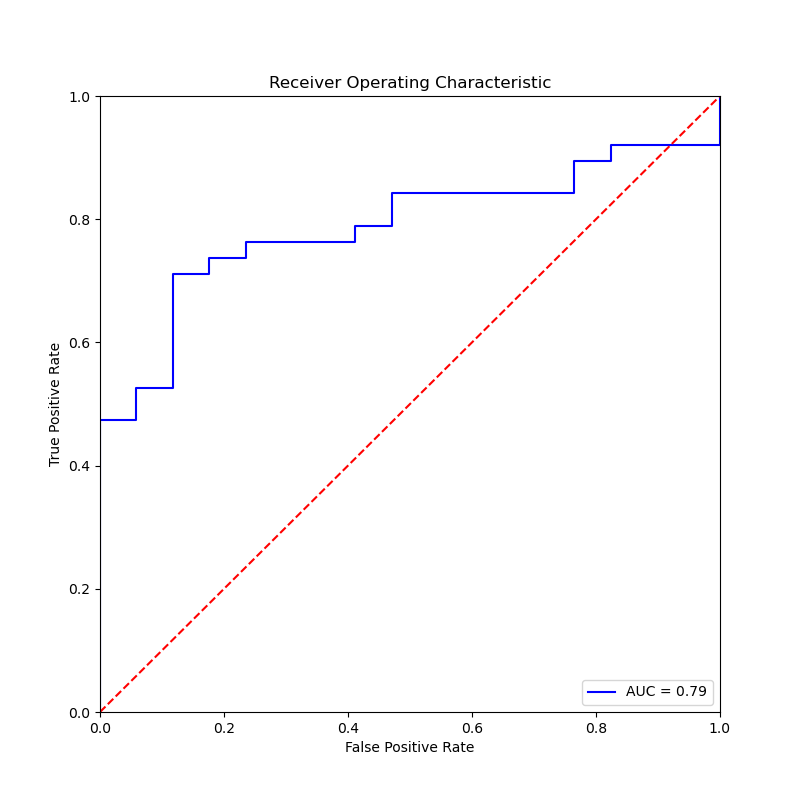 Receiver Operating Characteristic
1.0
0.8
0.6
0.4
0.2
0.0
True Positive Rate
AUC = 0.79
0.0 0.2 0.4 0.6 0.8 1.0
False Positive Rate